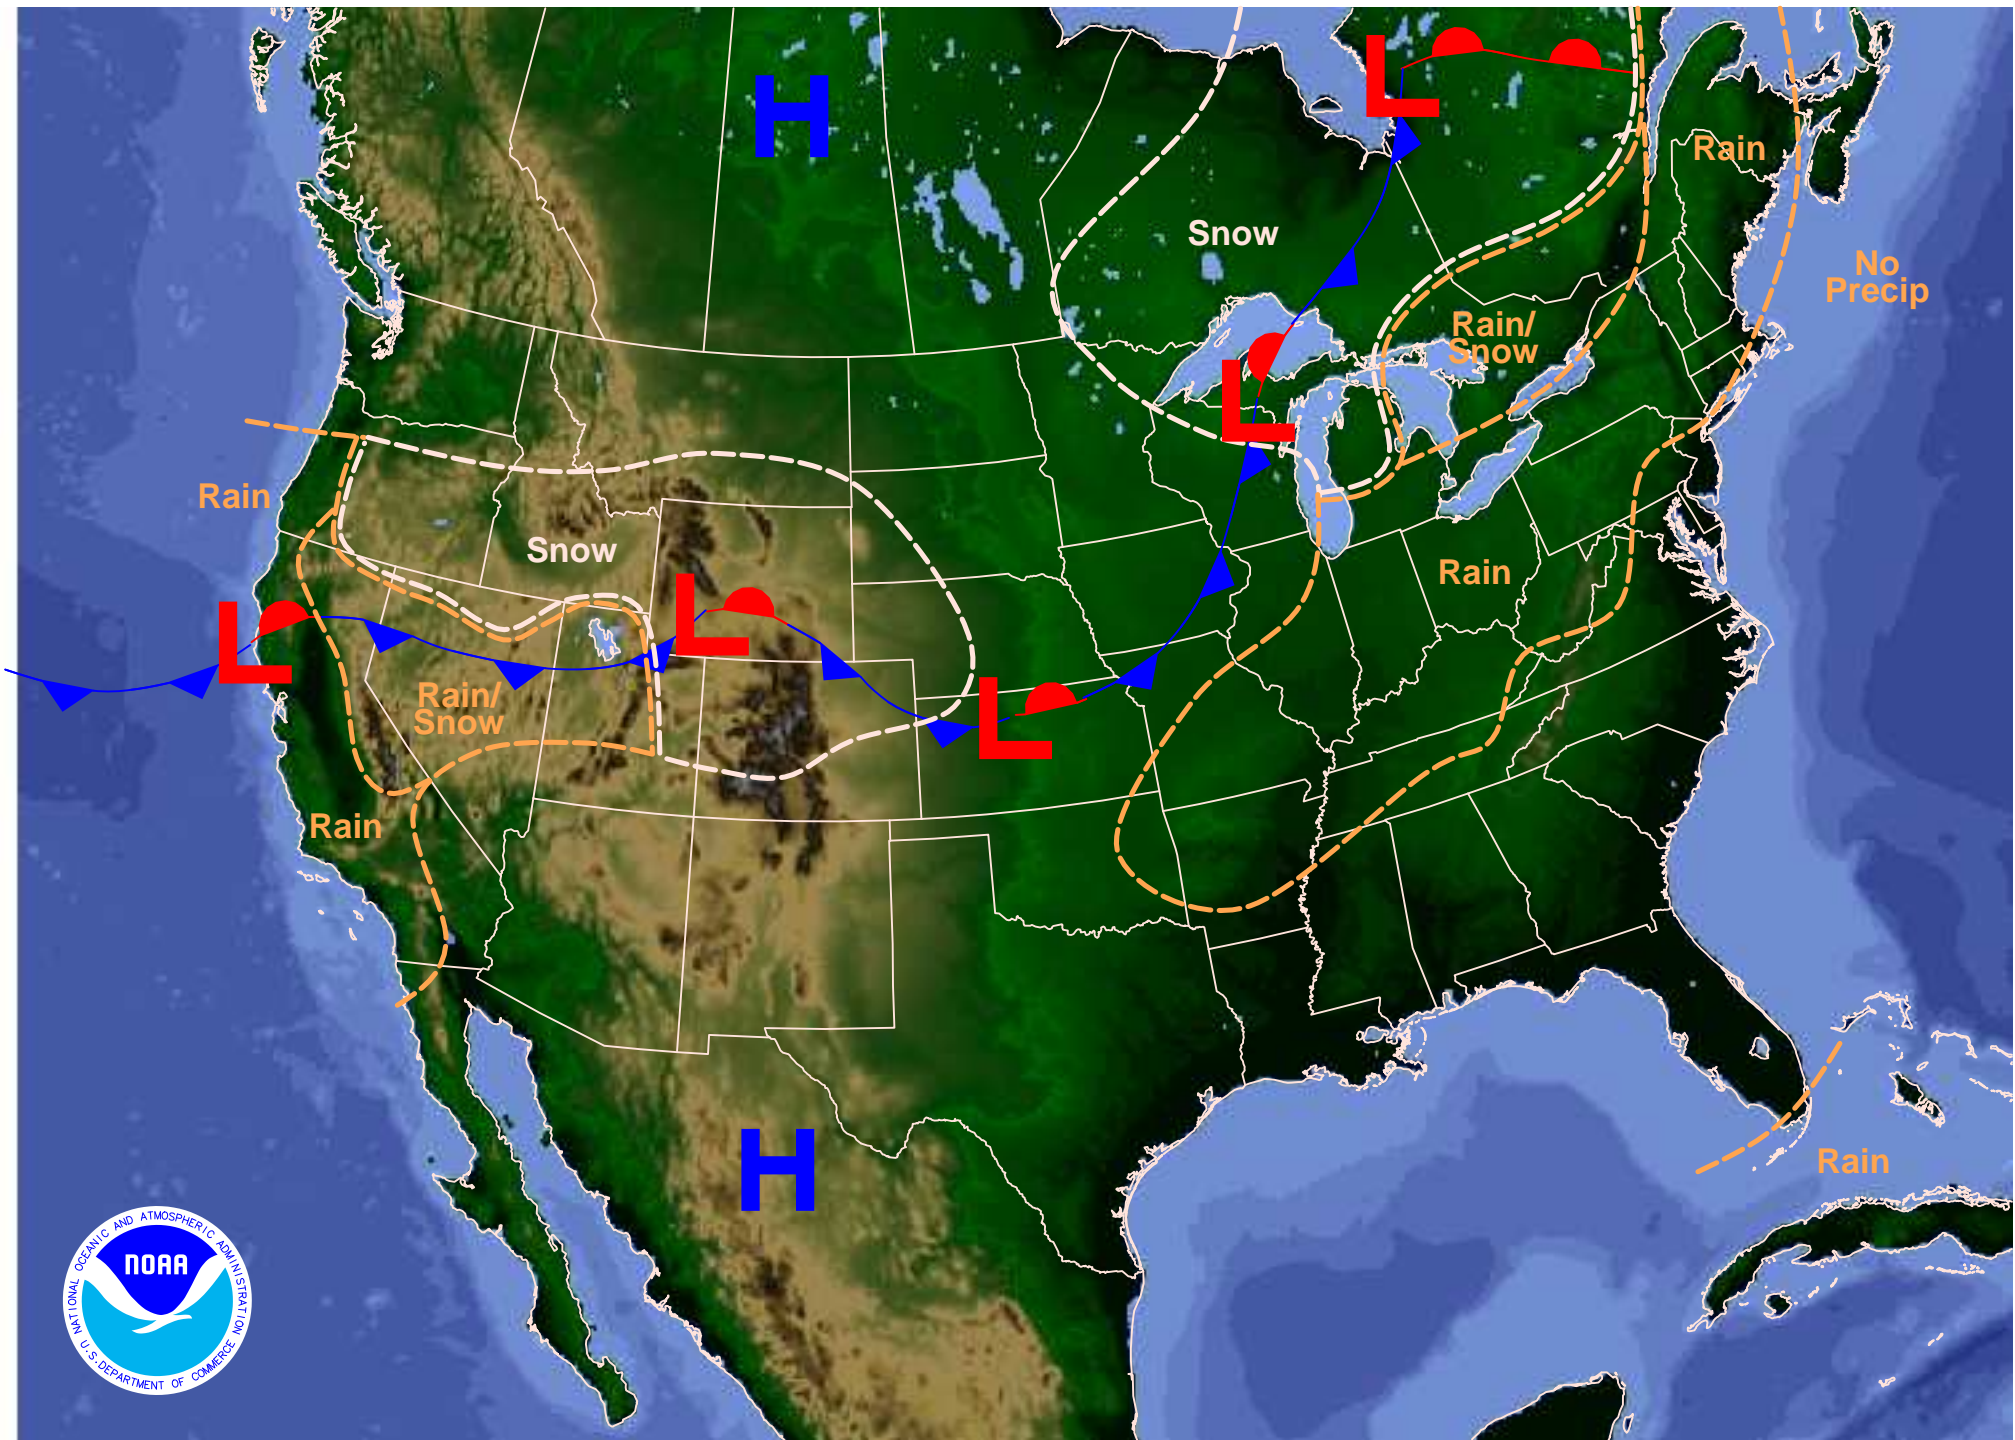 H
L
Rain
Snow
No
Precip
Rain/
Snow
L
Rain
Snow
Rain
L
L
Rain/
Snow
L
Rain
H
Rain
NATIONAL OCEANIC AND ATMOSPHERIC ADMINISTRATION
NOAA
U.S. DEPARTMENT OF COMMERCE